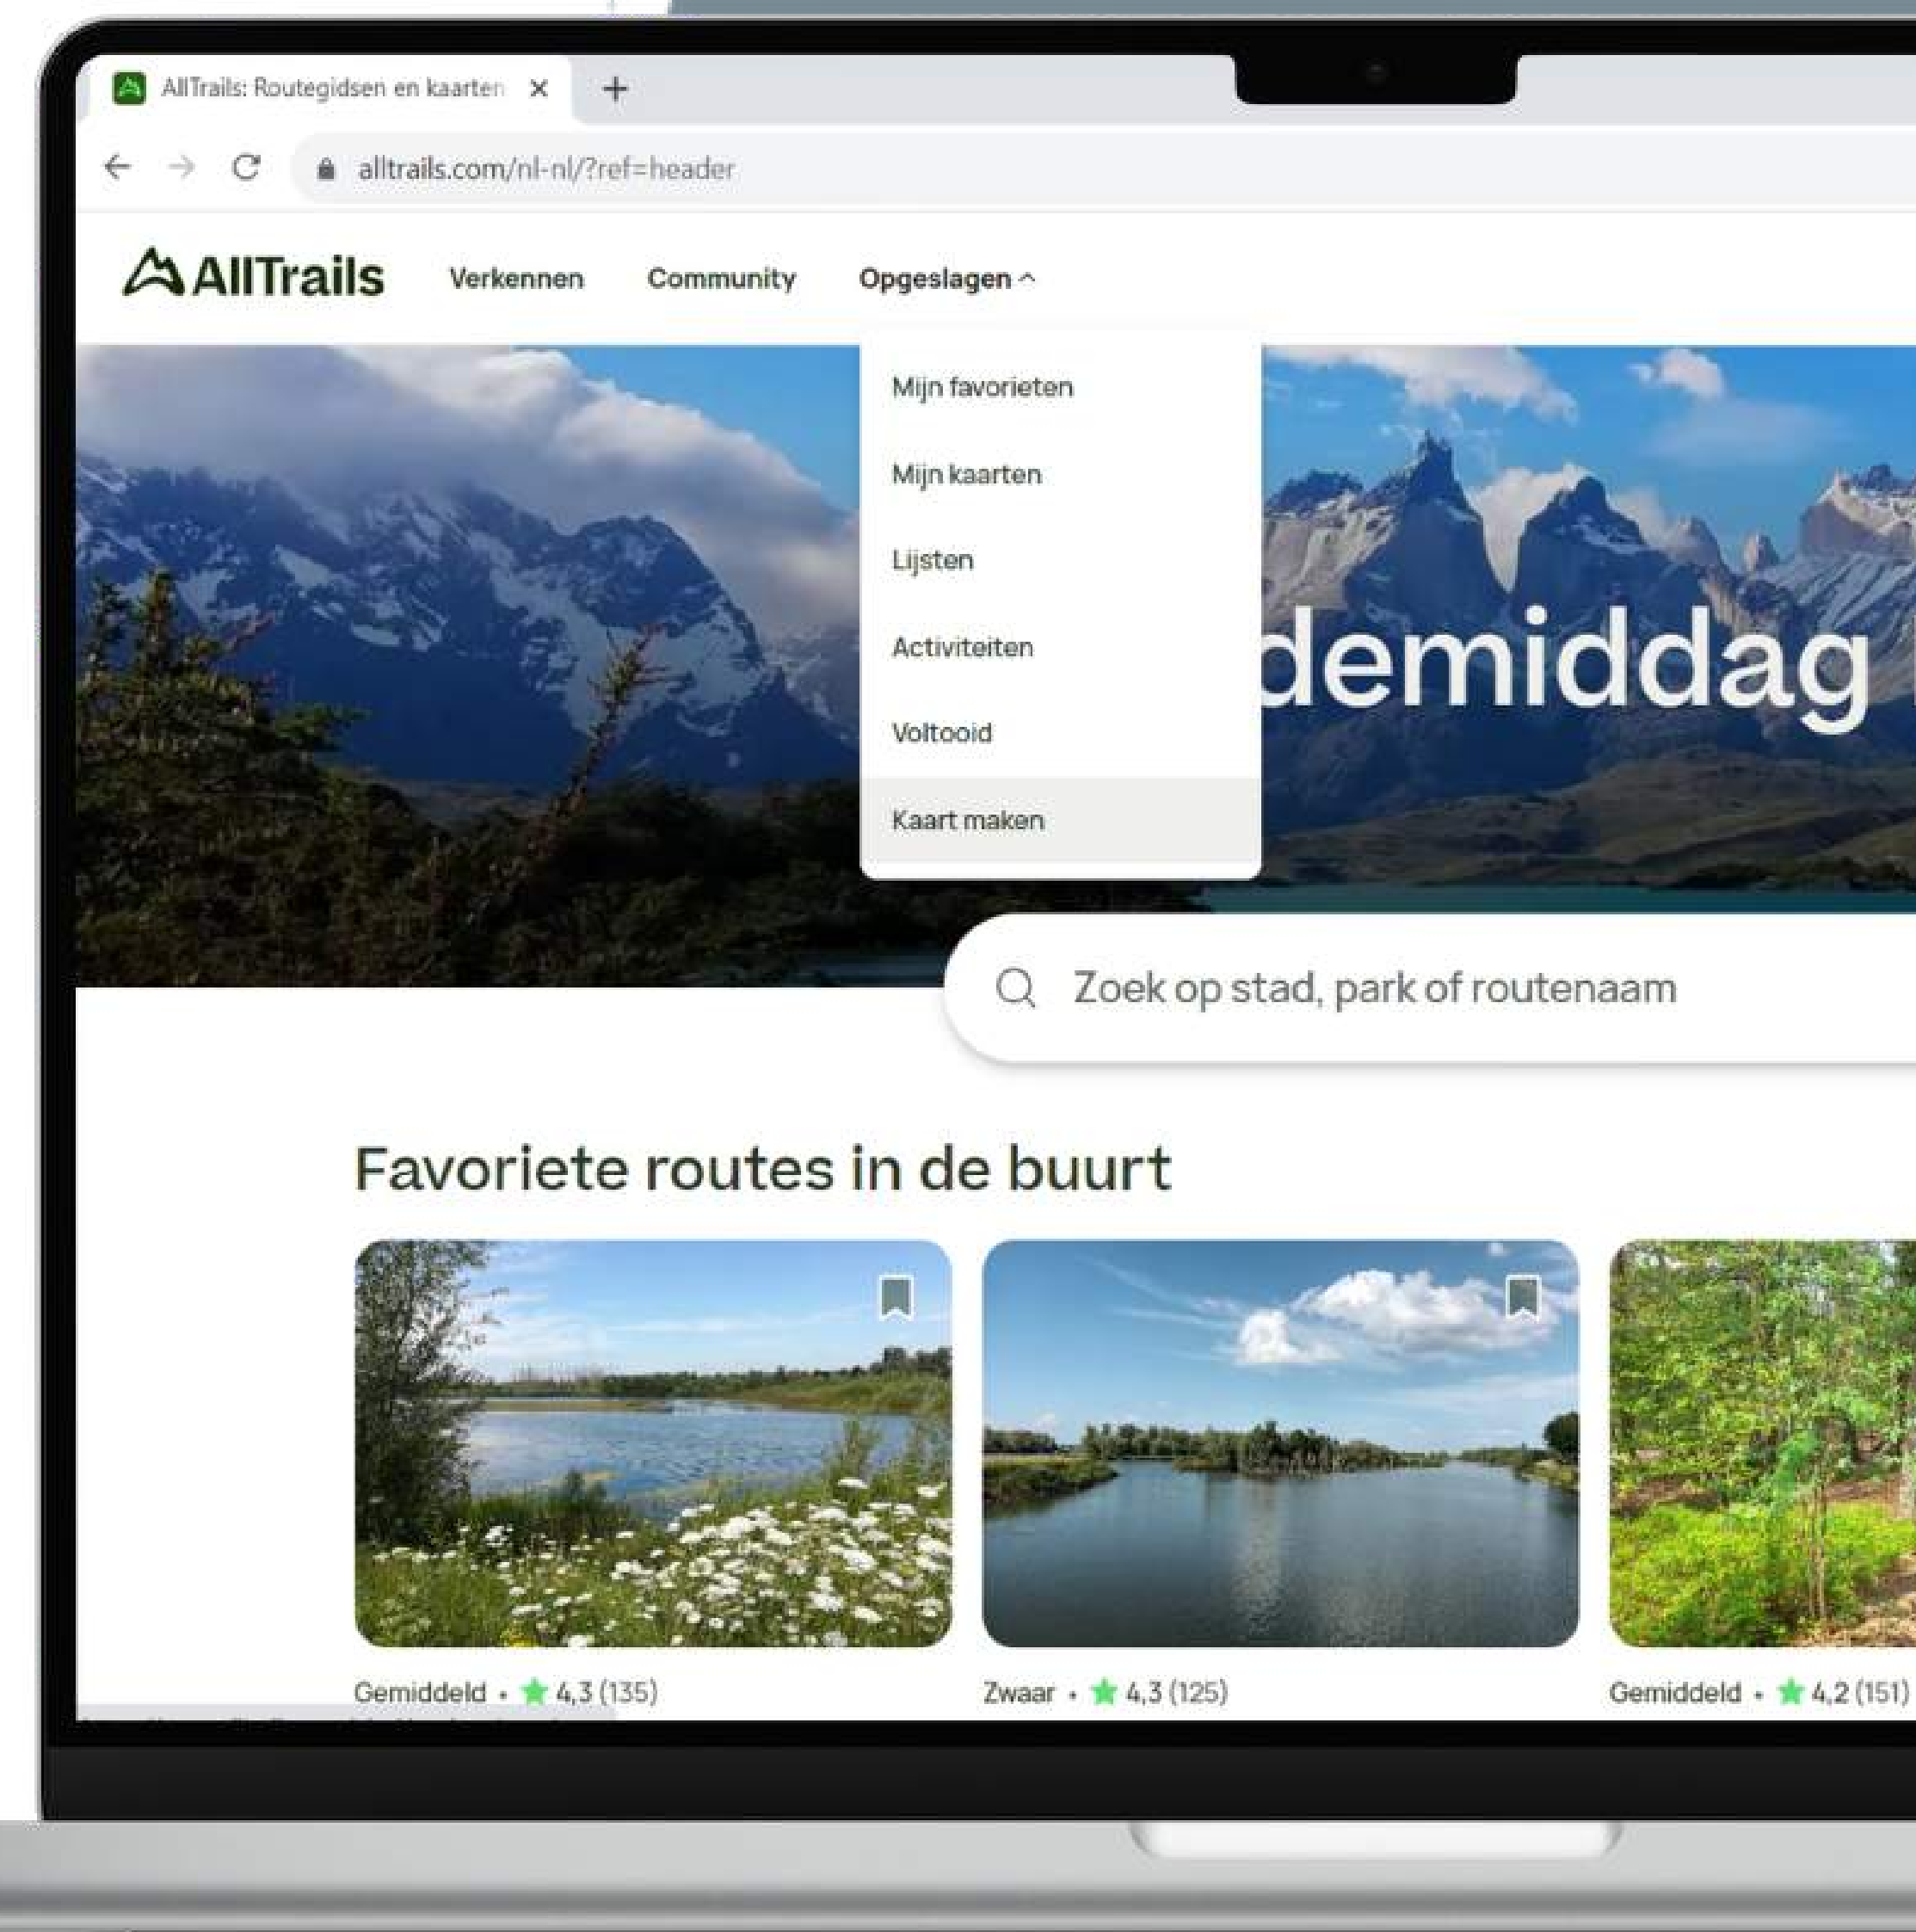 AllTrails: Routegidsen en kaarten
alltrails.com/nl-nl/?ref=header
AllTrails Verkennen Community Opgeslagen
Mijn favorieten
Mijn kaarten
Lijsten
Activiteiten
Voltooid
Kaart maken
demiddag
Zoek op stad, park of routenaam
Favoriete routes in de buurt
Gemiddeld • ★ 4,3 (135)
Zwaar • ★ 4,3 (125)
Gemiddeld • ★ 4,2 (151)